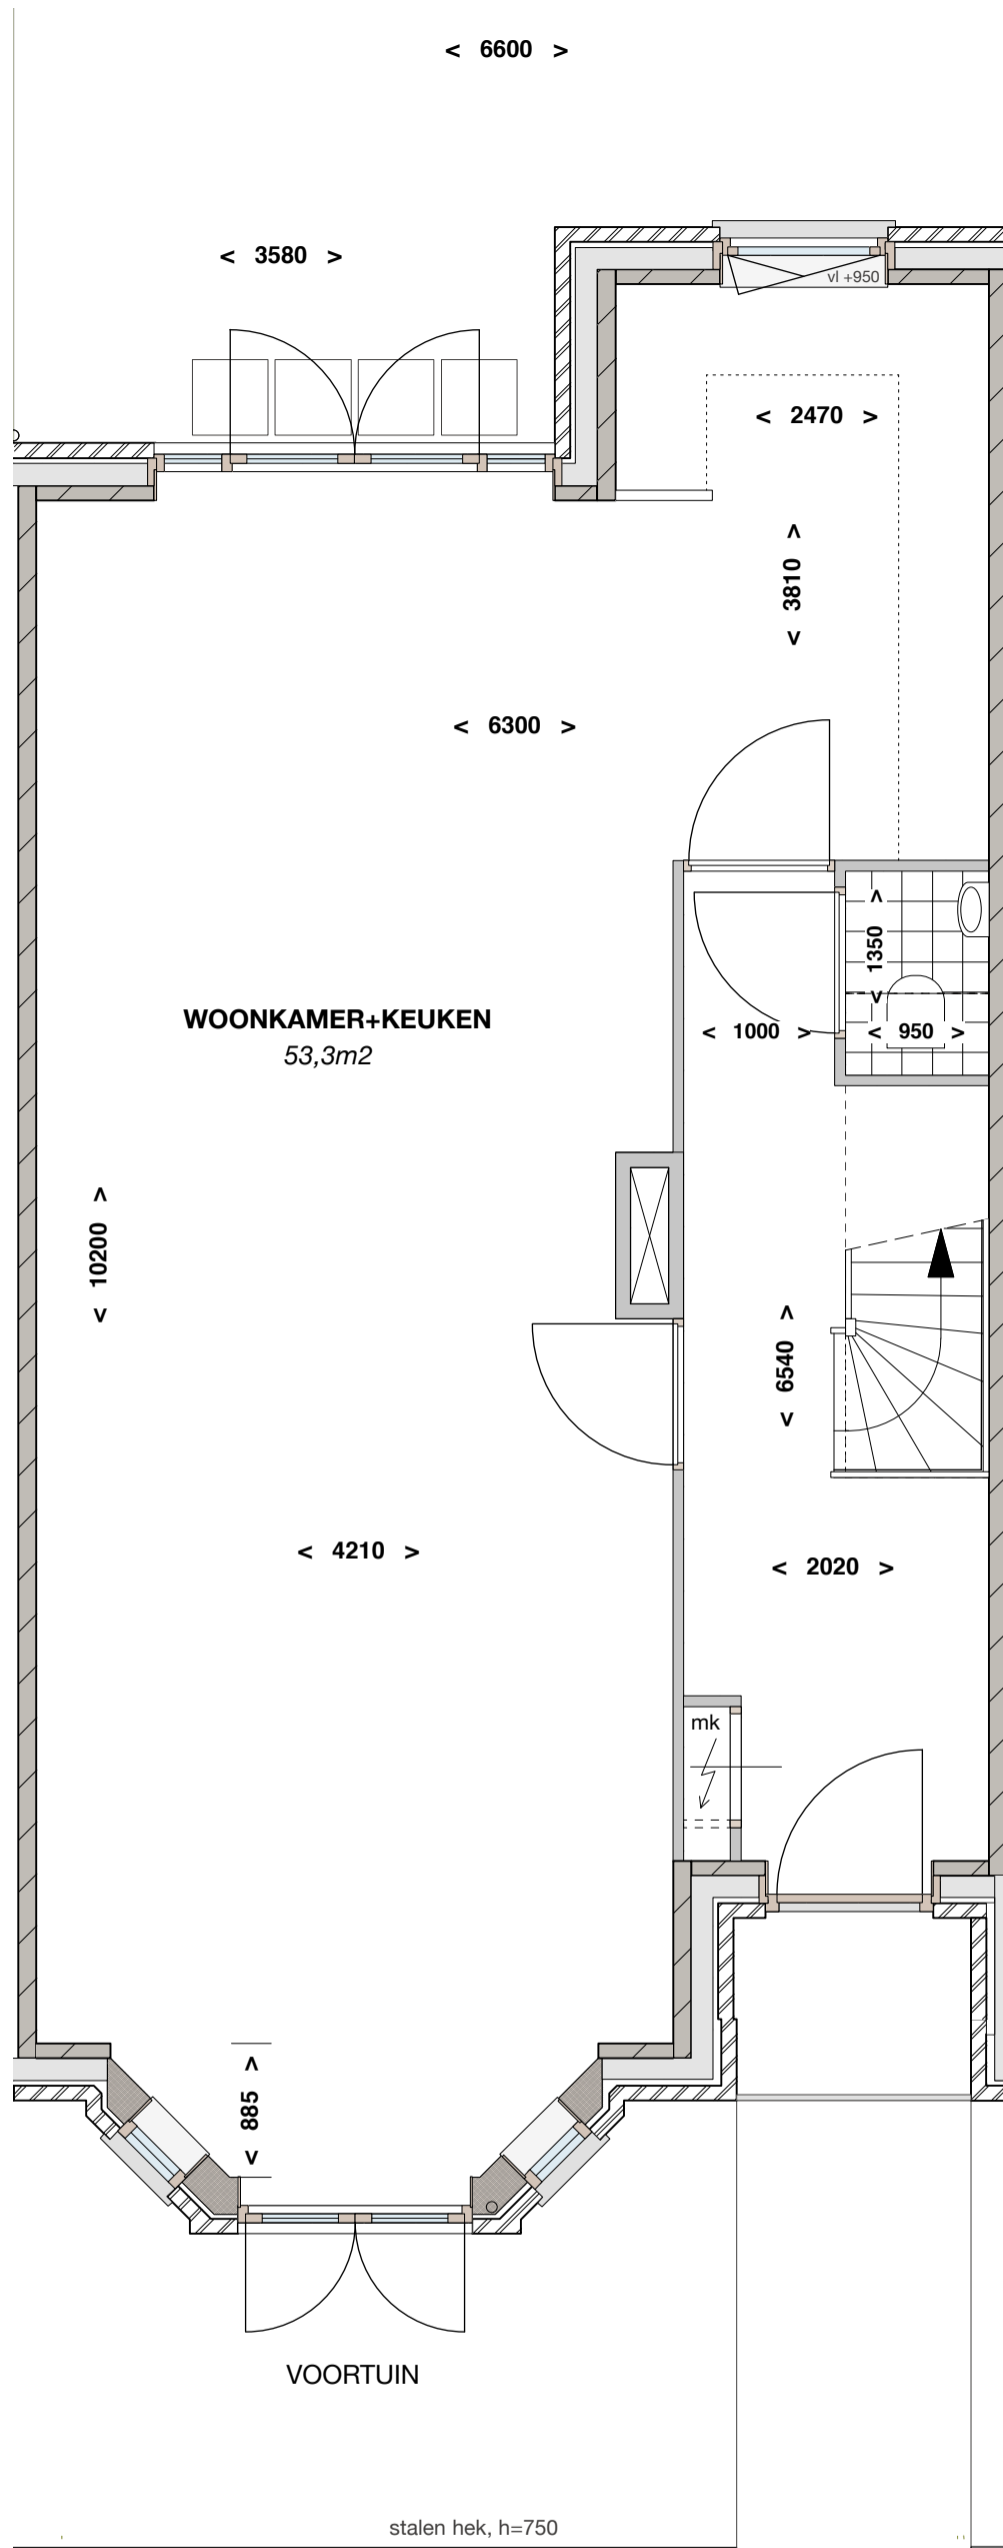 < 6600 >
< 3580 >
vl +950
< 2470 >
< 3810 >
< 6300 >
< 1350 >
WOONKAMER+KEUKEN
53,3m2
< 1000 >
< 950 >
< 10200 >
< 6540 >
< 4210 >
< 2020 >
mk
< 885 >
VOORTUIN
stalen hek, h=750